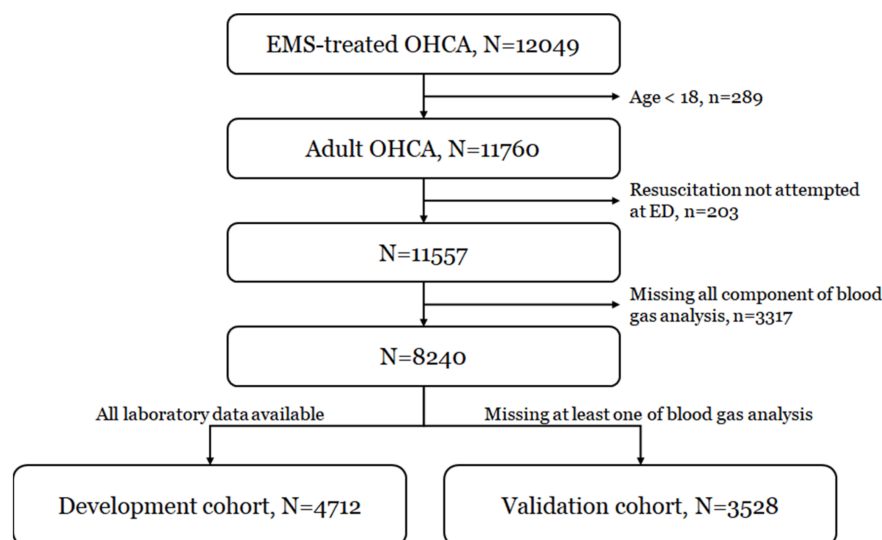 EMS-treated OHCA, N=12049
Age < 18, n=289
Adult OHCA, N=11760
Resuscitation not attempted
at ED, n=203
N=11557
Missing all component of blood
gas analysis, n=3317
N=8240
All laboratory data available
Missing at least one of blood gas analysis
Development cohort, N=4712
Validation cohort, N=3528